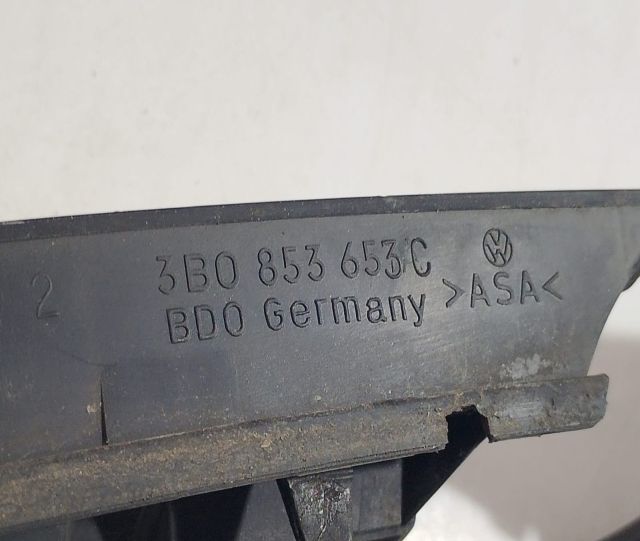 2
3B0 853 653 C
BDO Germany >ASA<